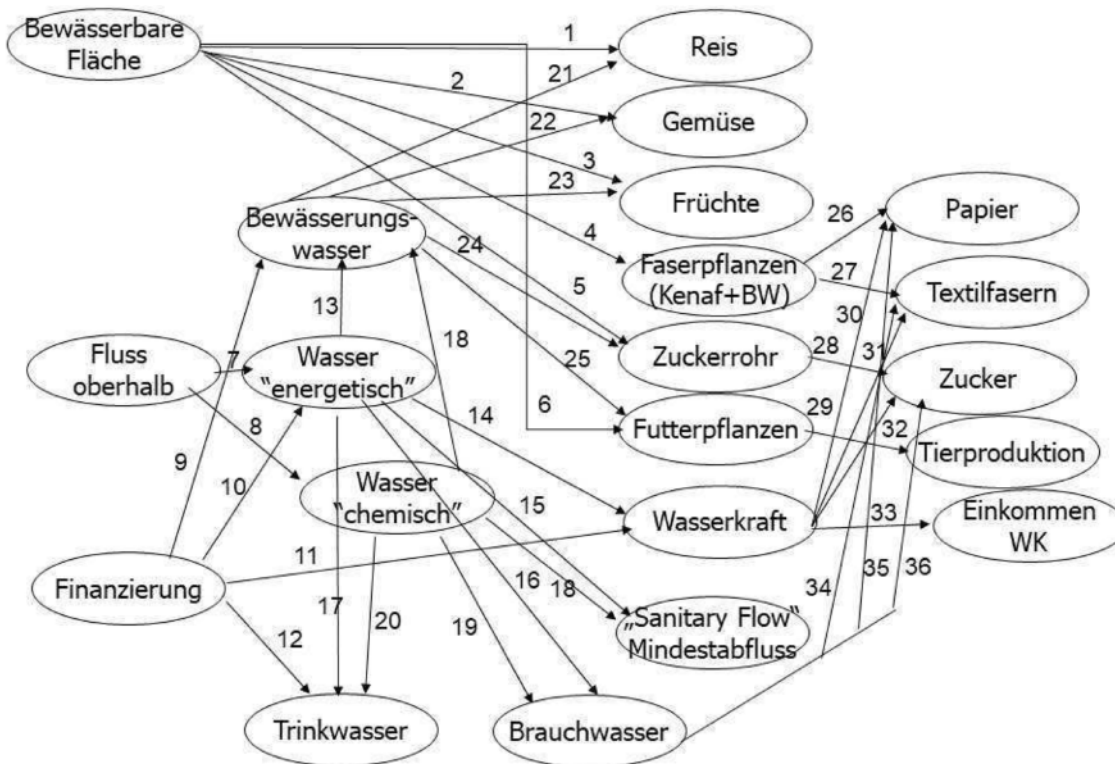 Bewässerbare
Fläche
1
Reis
21
2
Gemüse
22
3
23
Früchte
Bewässerungs-
wasser
24
4
Faserpflanzen
(Kenaf+BW)
26
Papier
27
Textilfasern
5
13
18
30
31
28
Zuckerrohr
Zucker
Fluss
oberhalb
7
Wasser
"energetisch"
25
6
29
Futterpflanzen
32
Tierproduktion
8
14
9
10
Wasser
"chemisch"
15
Wasserkraft
33
Einkommen
WK
Finanzierung
11
16
18
34
35
36
12
17
20
19
„Sanitary Flow“
Mindestabfluss
Trinkwasser
Brauchwasser